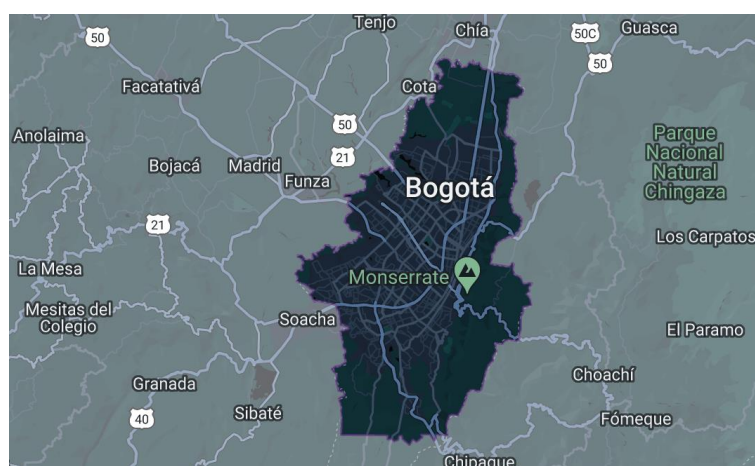 Tenjo
Chía
50C
Guasca
50
50
Facatativá
Cota
Anolaima
50
21
Parque
Nacional
Natural
Chingaza
Bojacá
Madrid
Funza
Bogotá
21
Los Carpatos
La Mesa
Monserrate
Mesitas del
Colegio
Soacha
El Paramo
Granada
Choachí
40
Sibaté
Fómeque
Chipaque